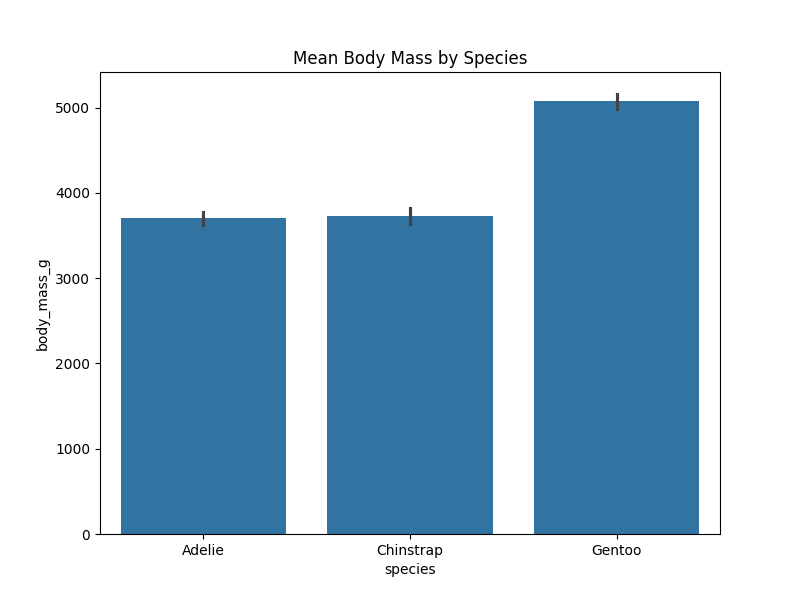 Mean Body Mass by Species
body_mass_g
5000
4000
3000
2000
1000
0
Adelie
Chinstrap
Gentoo
species